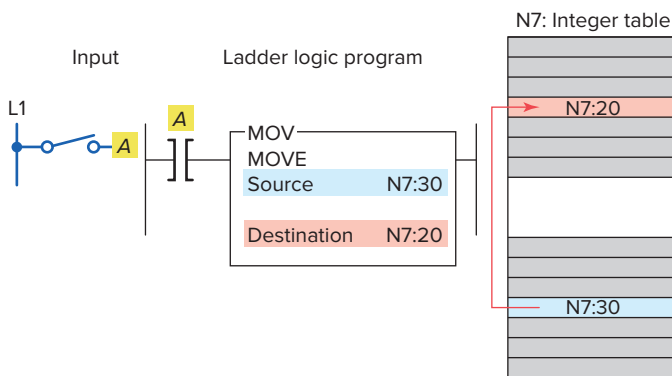 N7: Integer table
Input
Ladder logic program
L1
A
A
MOV
MOVE
Source N7:30
Destination N7:20
N7:20
N7:30